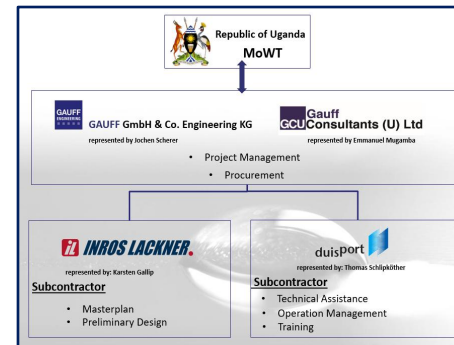 Republic of Uganda
MoWT
GAUFF
ENGINEERING
GAUFF GmbH & Co. Engineering KG
represented by Jochen Scherer
GCU
Gauff
Consultants (U) Ltd
represented by Emmanuel Mugamba
• Project Management
• Procurement
IL INROS LACKNER.
represented by: Karsten Gallip
Subcontractor
• Masterplan
• Preliminary Design
duisport
represented by: Thomas Schlipköther
Subcontractor
• Technical Assistance
• Operation Management
• Training